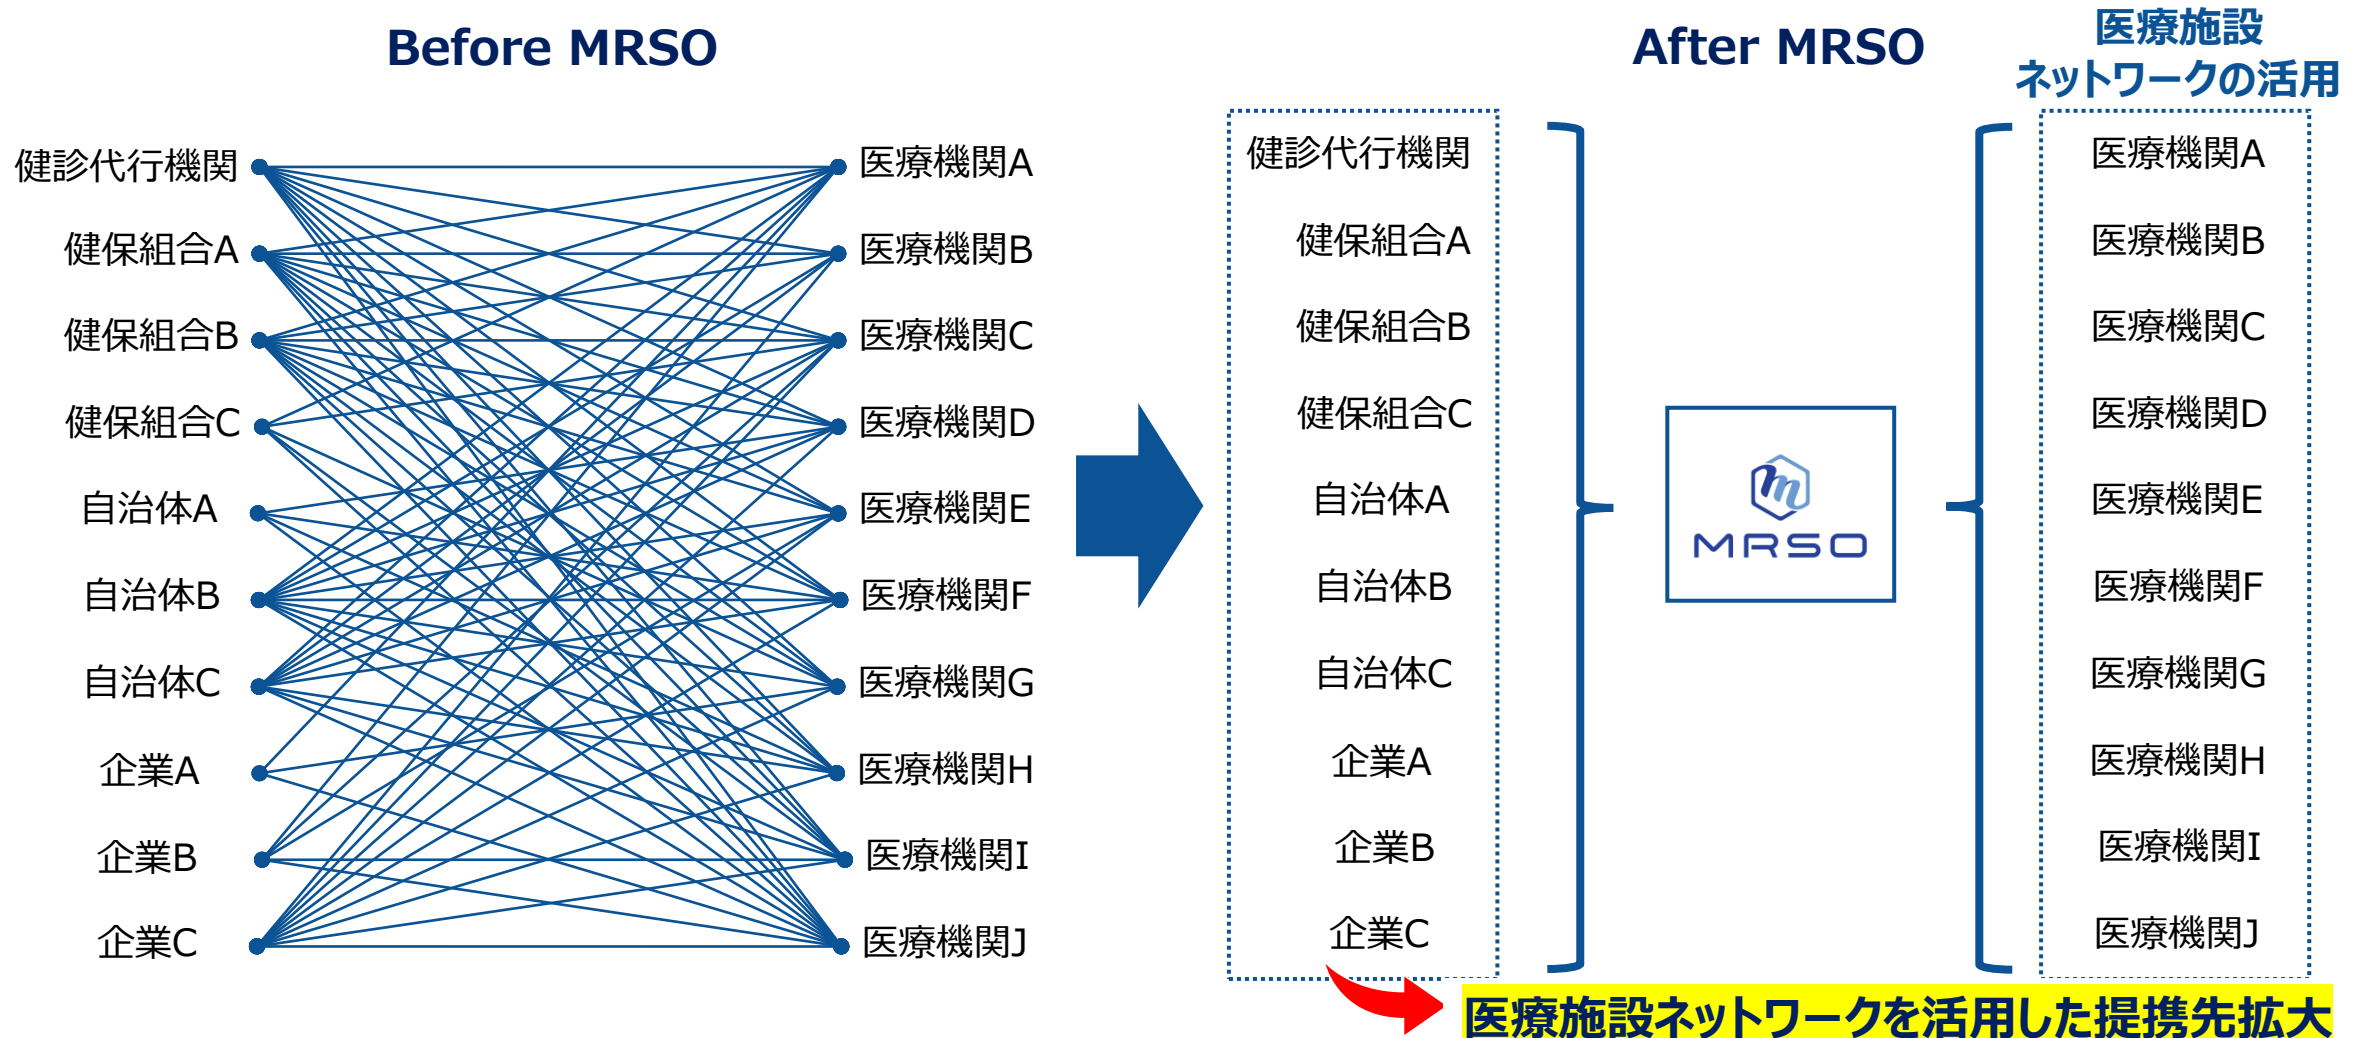 Before MRSO
健診代行機関
健保組合A
健保組合B
健保組合C
自治体A
自治体B
自治体C
企業A
企業B
企業C
医療機関A
医療機関B
医療機関C
医療機関D
医療機関E
医療機関F
医療機関G
医療機関H
医療機関I
医療機関J
After MRSO
健診代行機関
健保組合A
健保組合B
健保組合C
自治体A
自治体B
自治体C
企業A
企業B
企業C
MRSO
医療施設
ネットワークの活用
医療機関A
医療機関B
医療機関C
医療機関D
医療機関E
医療機関F
医療機関G
医療機関H
医療機関I
医療機関J
医療施設ネットワークを活用した提携先拡大